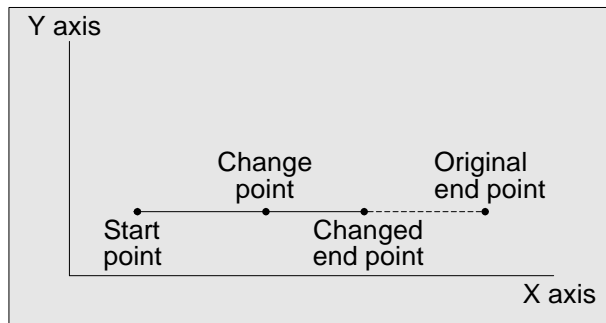 Y axis
Change
point
Original
end point
Start
point
Changed
end point
X axis